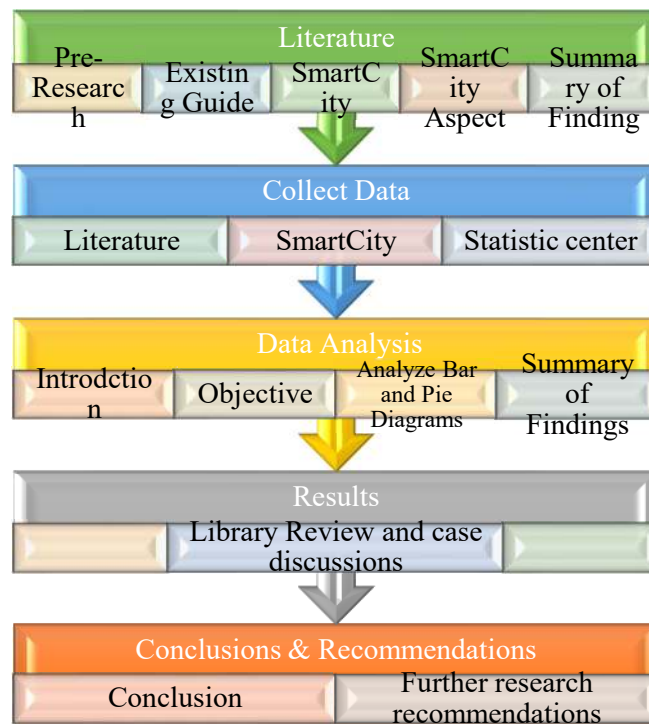 Literature
Pre-
Researc
h
Existin
g Guide
SmartC
ity
SmartC
ity
Aspect
Summa
ry of
Finding
Collect Data
Literature
SmartCity
Statistic center
Data Analysis
Introdction
n
Objective
Analyze Bar
and Pie
Diagrams
Summary
of
Findings
Results
Library Review and case
discussions
Conclusions & Recommendations
Conclusion
Further research
recommendations